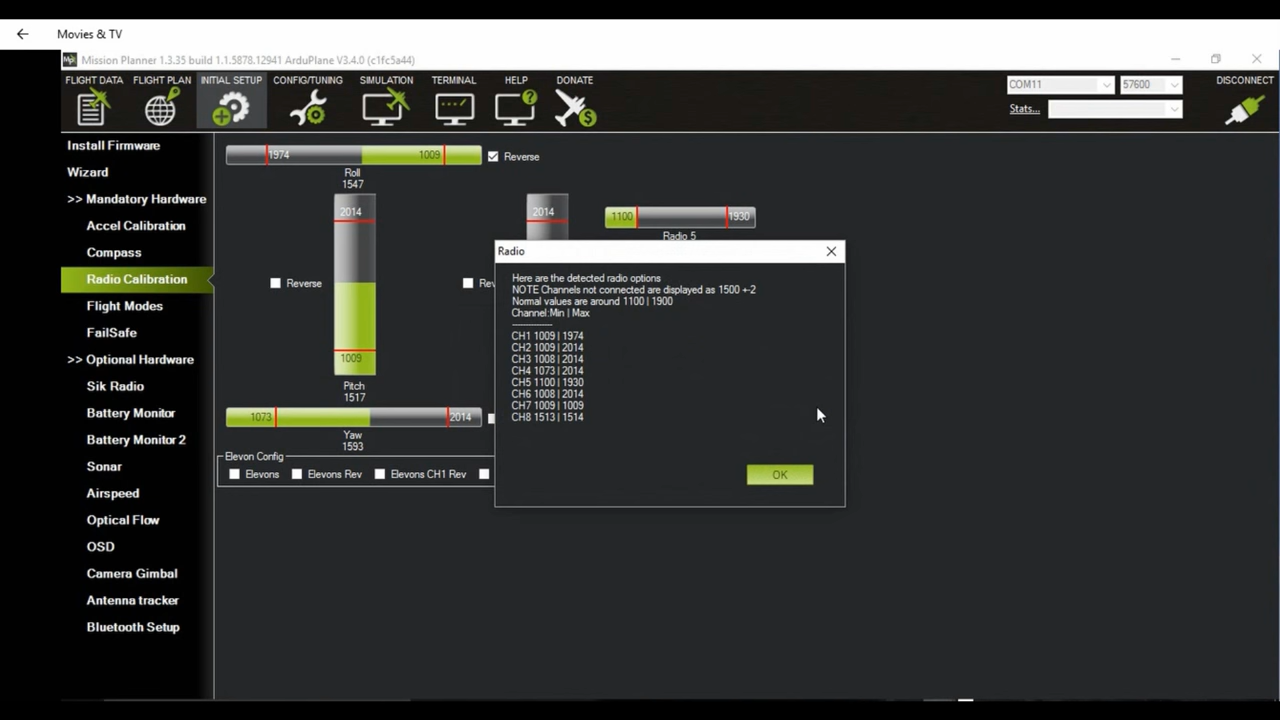 Movies & TV
Mission Planner 1.3.35 build 1.1.5878.12941 ArduPlane V3.4.0 (c1fc5a44)
FLIGHT DATA FLIGHT PLAN INITIAL SETUP CONFIG/TUNING SIMULATION TERMINAL HELP DONATE
COM11 57600 DISCONNECT
Stats...
Install Firmware
Wizard
>> Mandatory Hardware
Accel Calibration
Compass
Radio Calibration
Flight Modes
FailSafe
>> Optional Hardware
Sik Radio
Battery Monitor
Battery Monitor 2
Sonar
Airspeed
Optical Flow
OSD
Camera Gimbal
Antenna tracker
Bluetooth Setup
1974 1009 Reverse
Roll
1547
2014
Reverse
1009
Pitch
1517
2014
Rev
1100 1930
Radio 5
1073 2014
Yaw
1593
Elevon Config
Elevons Elevons Rev Elevons CH1 Rev
Radio
Here are the detected radio options
NOTE Channels not connected are displayed as 1500 +-2
Normal values are around 1100 | 1900
Channel:Min | Max
CH1 1009 | 1974
CH2 1009 | 2014
CH3 1008 | 2014
CH4 1073 | 2014
CH5 1100 | 1930
CH6 1008 | 2014
CH7 1009 | 1009
CH8 1513 | 1514
OK